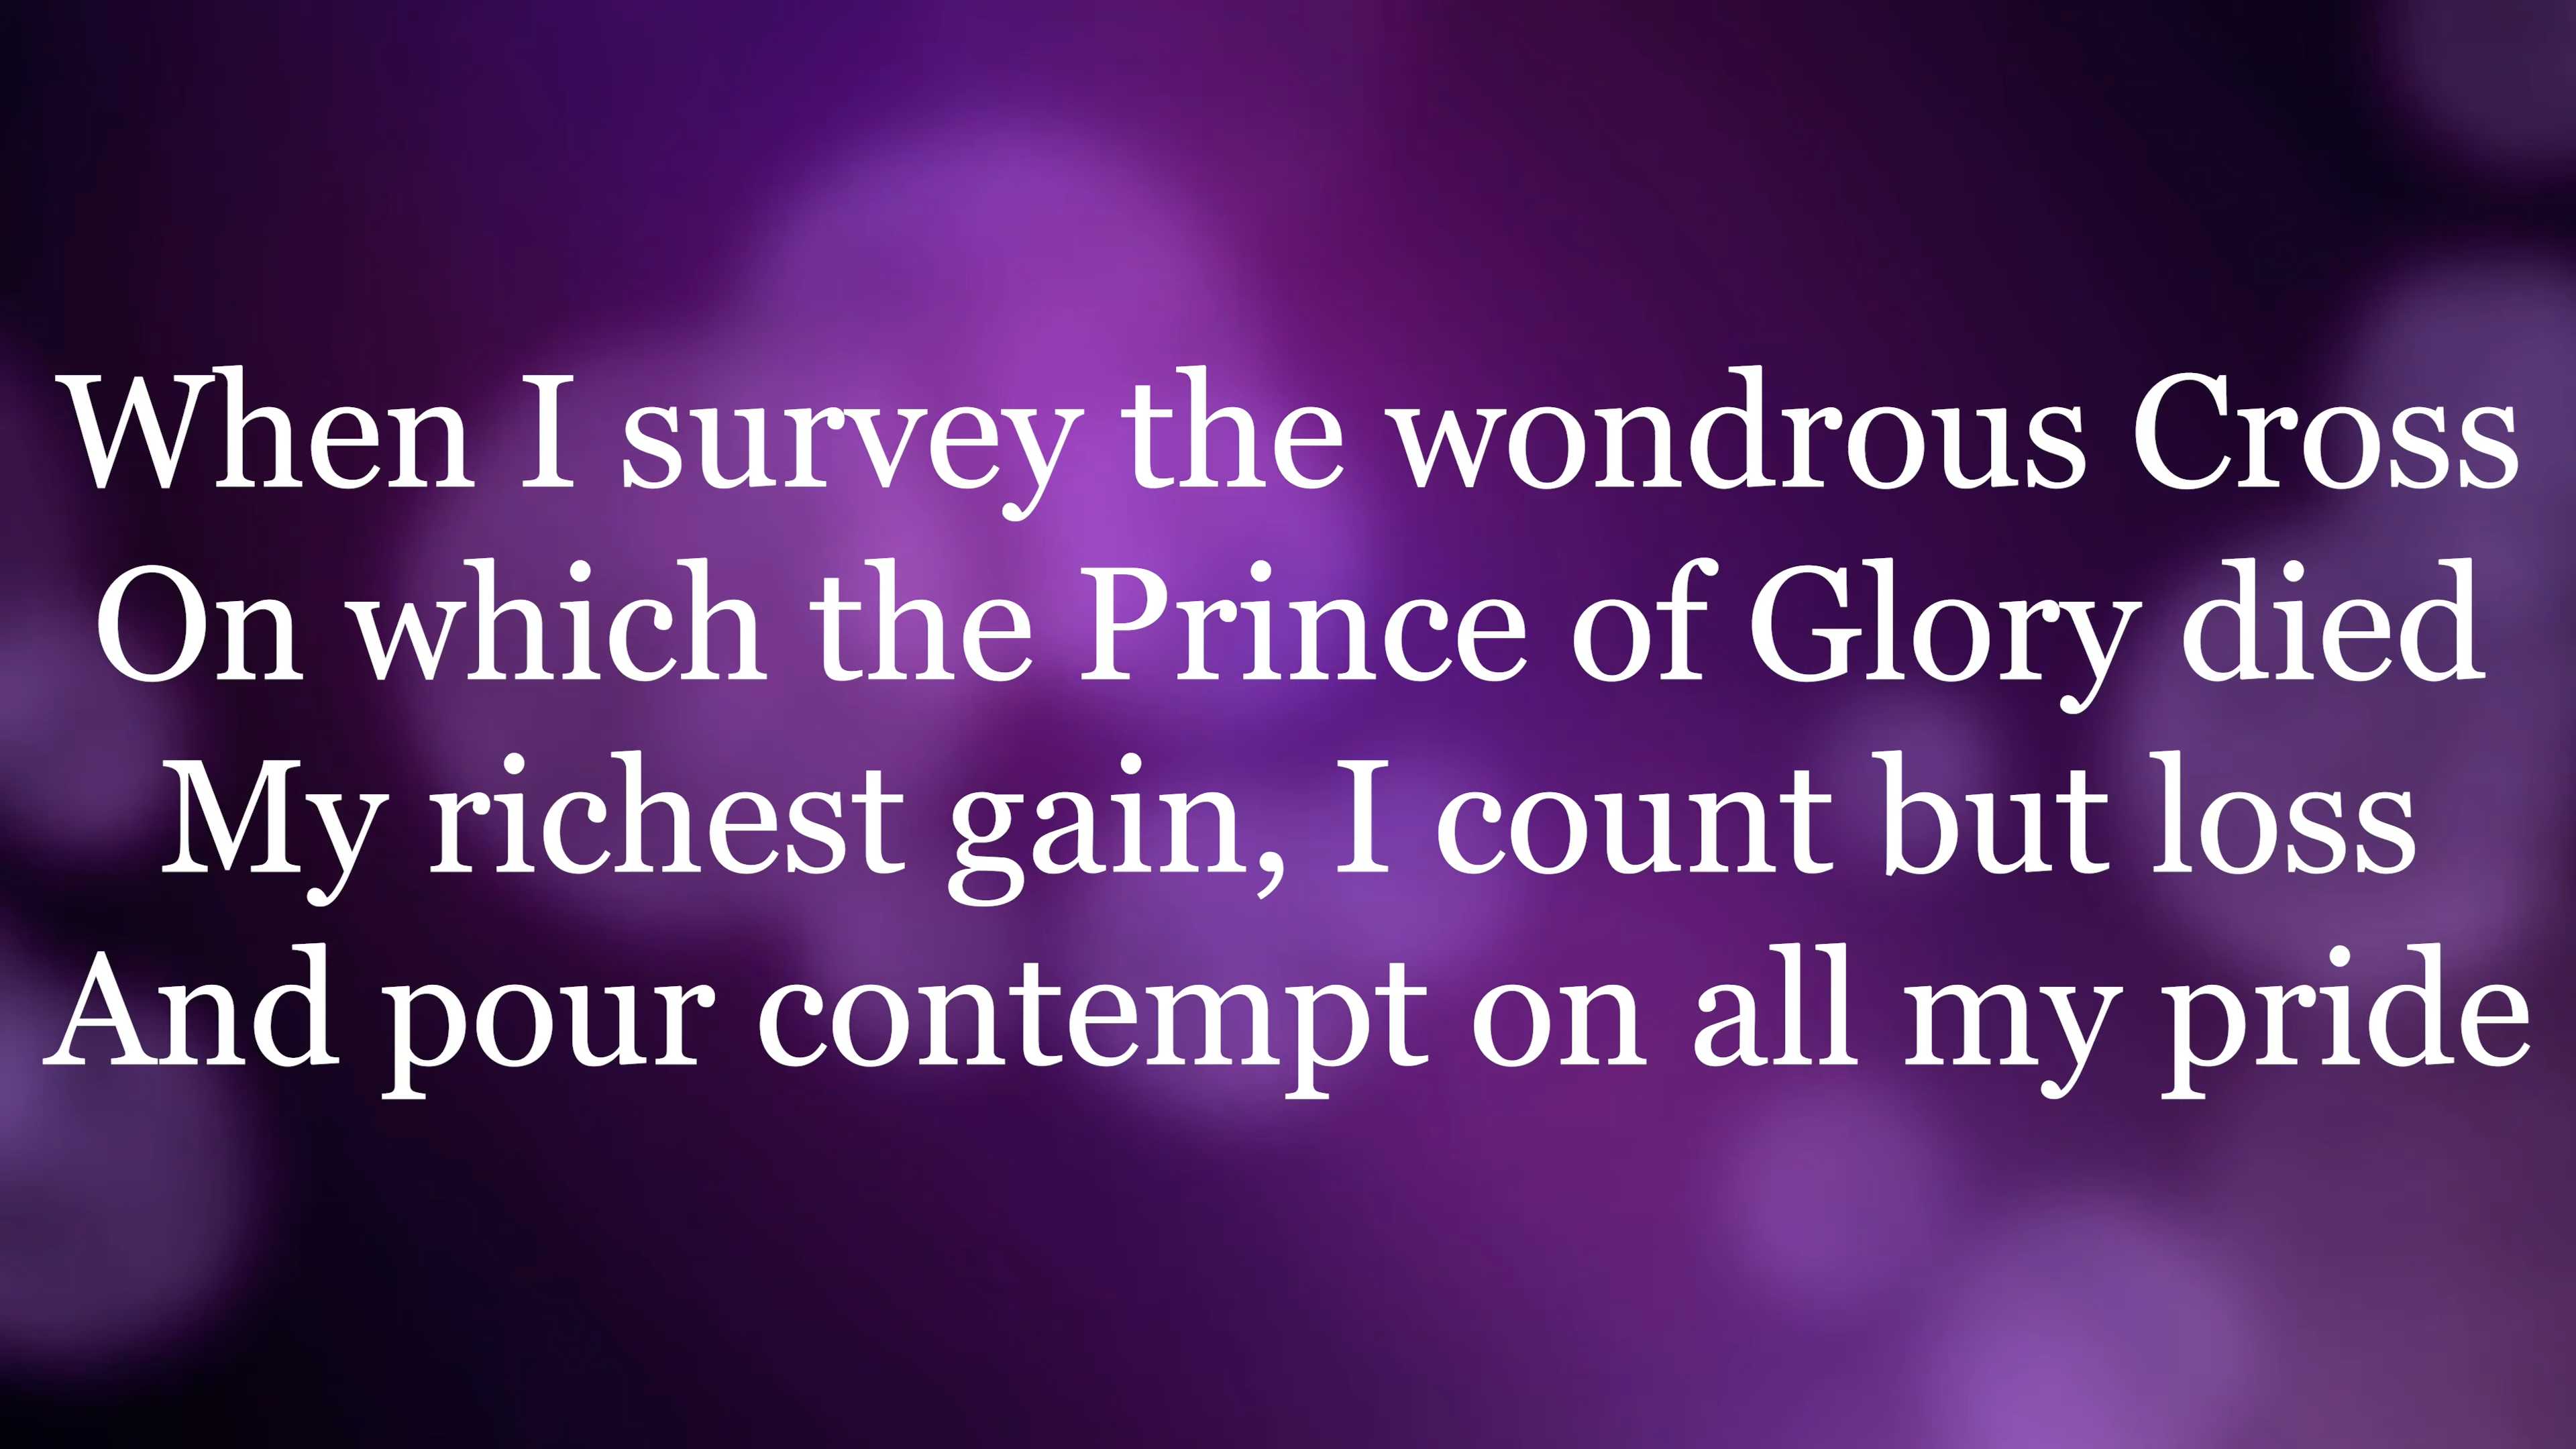 When I survey the wondrous Cross
On which the Prince of Glory died
My richest gain, I count but loss
And pour contempt on all my pride